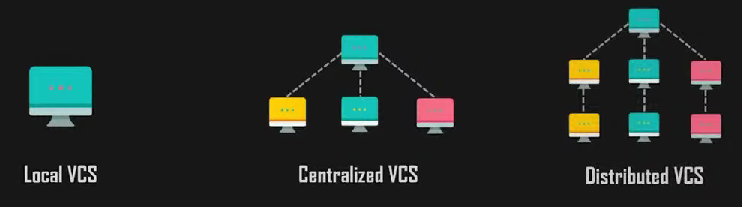 Local VCS
Centralized VCS
Distributed VCS